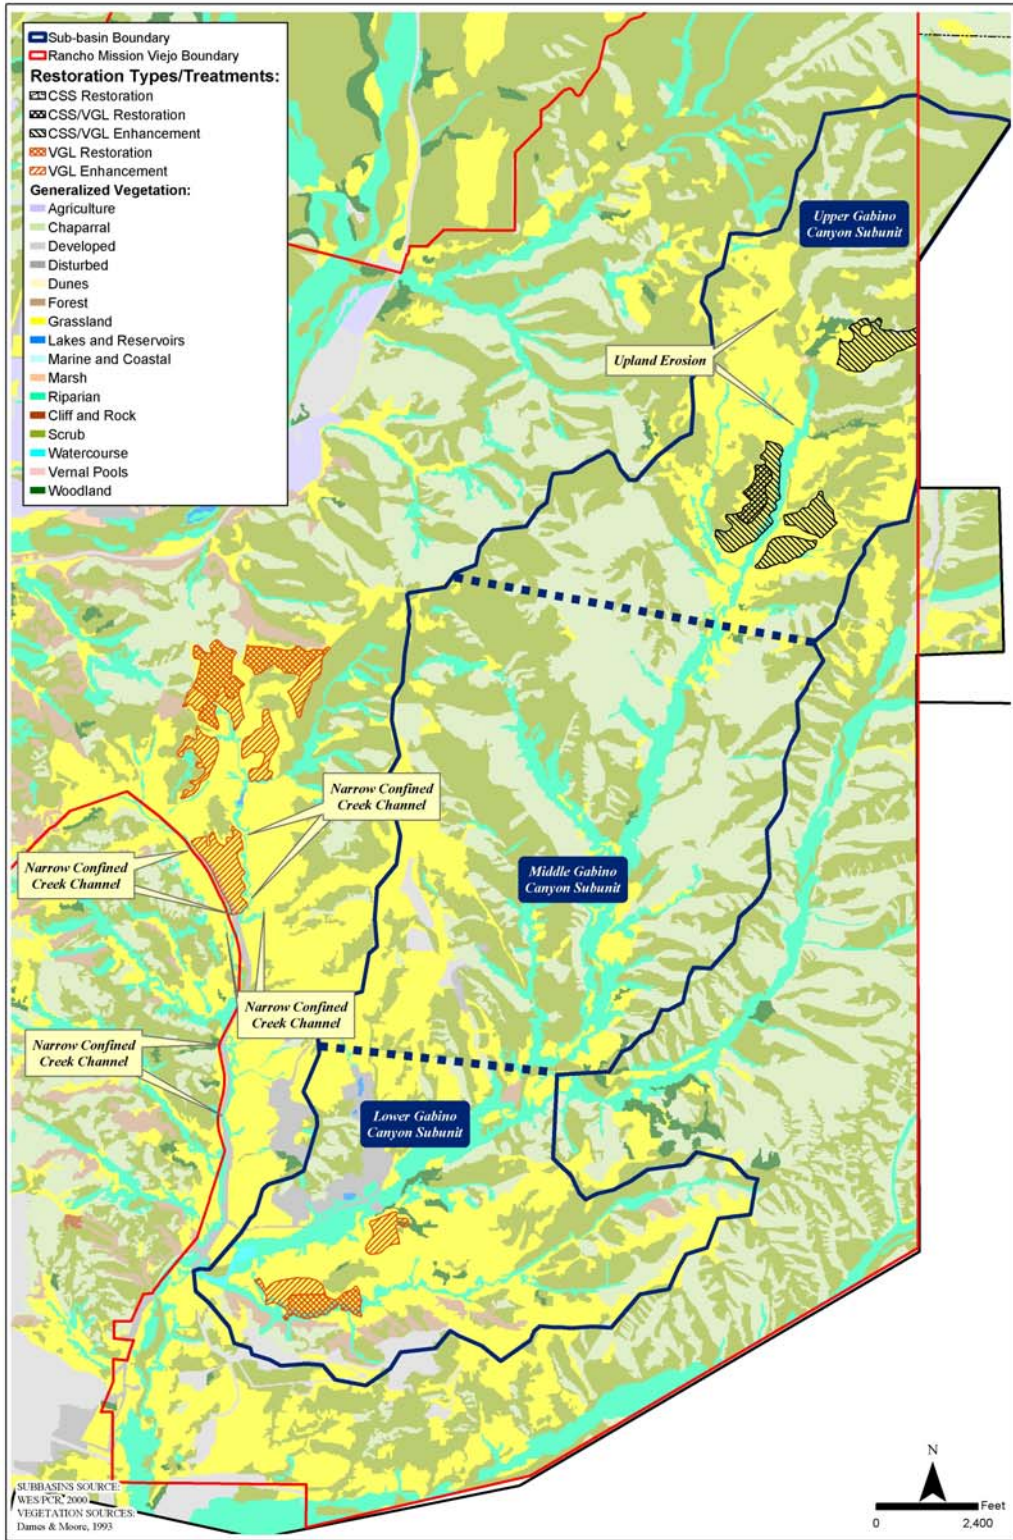 Sub-basin Boundary
Rancho Mission Viejo Boundary
Restoration Types/Treatments:
CSS Restoration
CSS/VGL Restoration
CSS/VGL Enhancement
VGL Restoration
VGL Enhancement
Generalized Vegetation:
Agriculture
Chaparral
Developed
Disturbed
Dunes
Forest
Grassland
Lakes and Reservoirs
Marine and Coastal
Marsh
Riparian
Cliff and Rock
Scrub
Watercourse
Vernal Pools
Woodland
Upper Gabino
Canyon Subunit
Upland Erosion
Narrow Confined
Creek Channel
Narrow Confined
Creek Channel
Middle Gabino
Canyon Subunit
Narrow Confined
Creek Channel
Narrow Confined
Creek Channel
Lower Gabino
Canyon Subunit
SUBBASINS SOURCE:
WES/PCR, 2000
VEGETATION SOURCES:
Dames & Moore, 1993
N
Feet
0 2,400